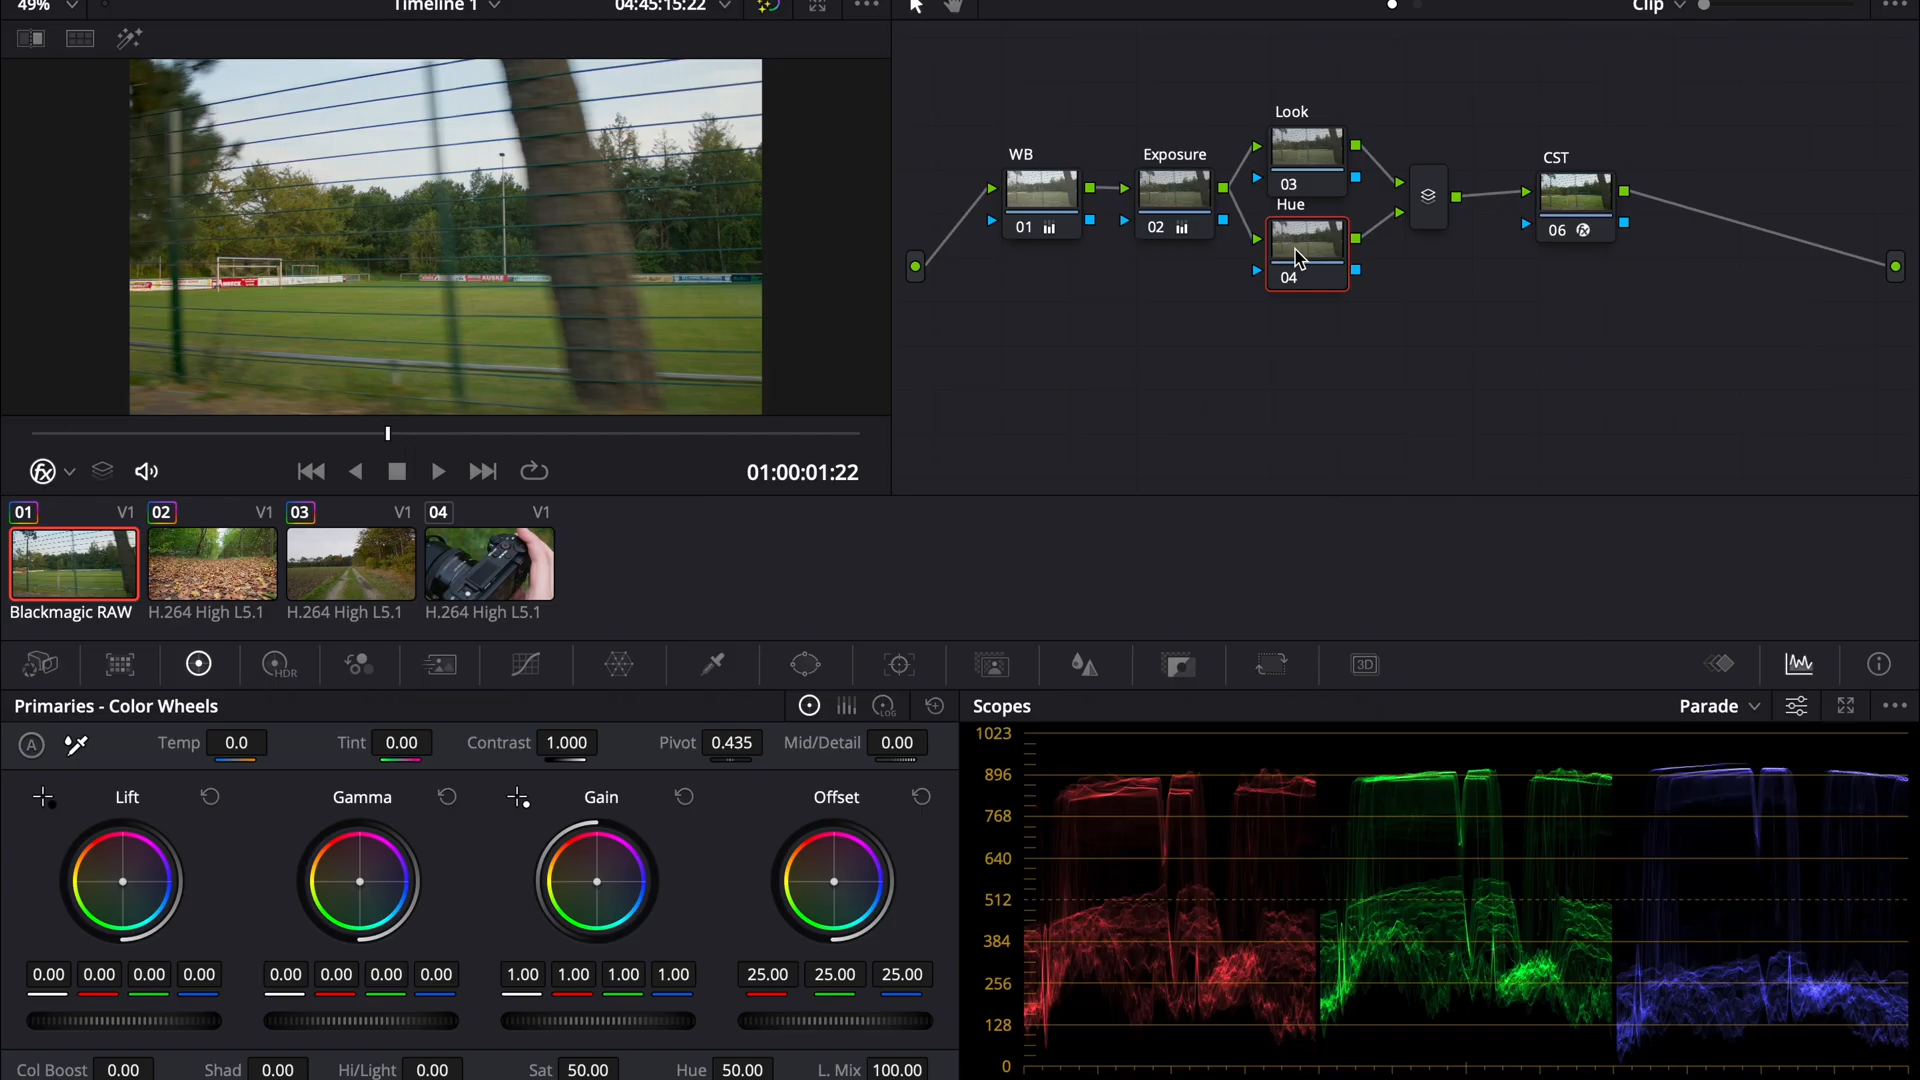 49%
Timeline 1
04:45:15:22
Clip
Look
WB
Exposure
CST
03
Hue
01
02
06
04
01:00:01:22
01 V1 02 V1 03 V1 04 V1
Blackmagic RAW H.264 High L5.1 H.264 High L5.1 H.264 High L5.1
HDR
3D
Primaries - Color Wheels
LOG
Scopes
Parade
A
Temp 0.0 Tint 0.00 Contrast 1.000 Pivot 0.435 Mid/Detail 0.00
Lift Gamma Gain Offset
0.00 0.00 0.00 0.00 0.00 0.00 0.00 0.00 1.00 1.00 1.00 1.00 25.00 25.00 25.00
Col Boost 0.00 Shad 0.00 Hi/Light 0.00 Sat 50.00 Hue 50.00 L. Mix 100.00
1023
896
768
640
512
384
256
128
0